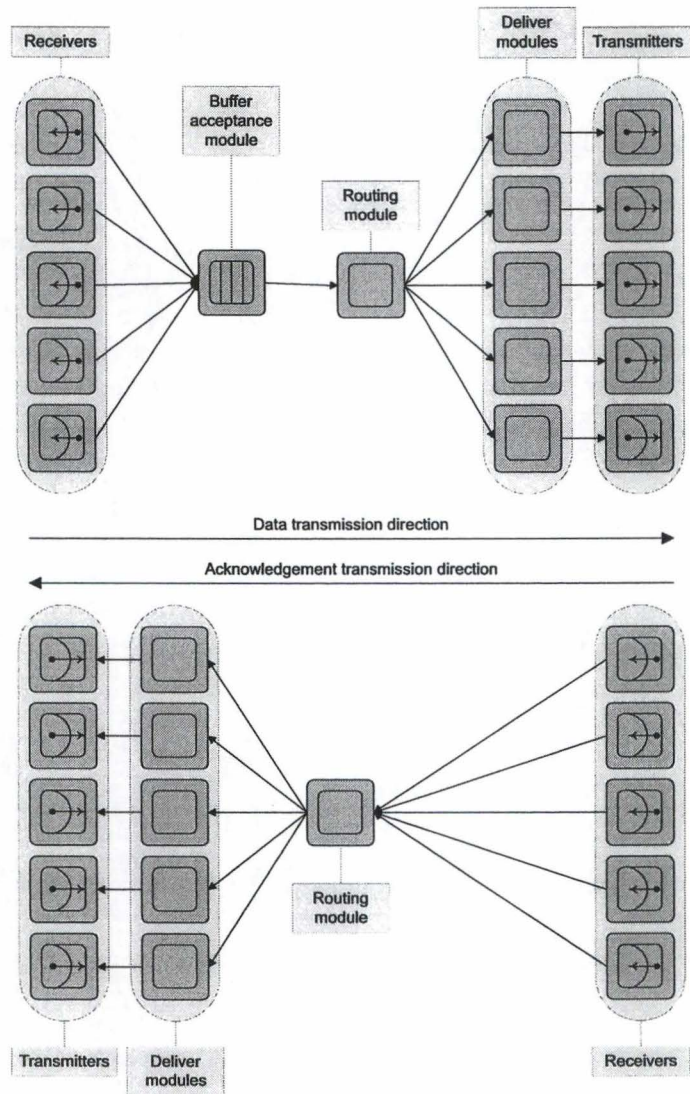 Receivers
Deliver
modules
Transmitters
Buffer
acceptance
module
Routing
module
Data transmission direction
Acknowledgement transmission direction
Routing
module
Transmitters
Deliver
modules
Receivers